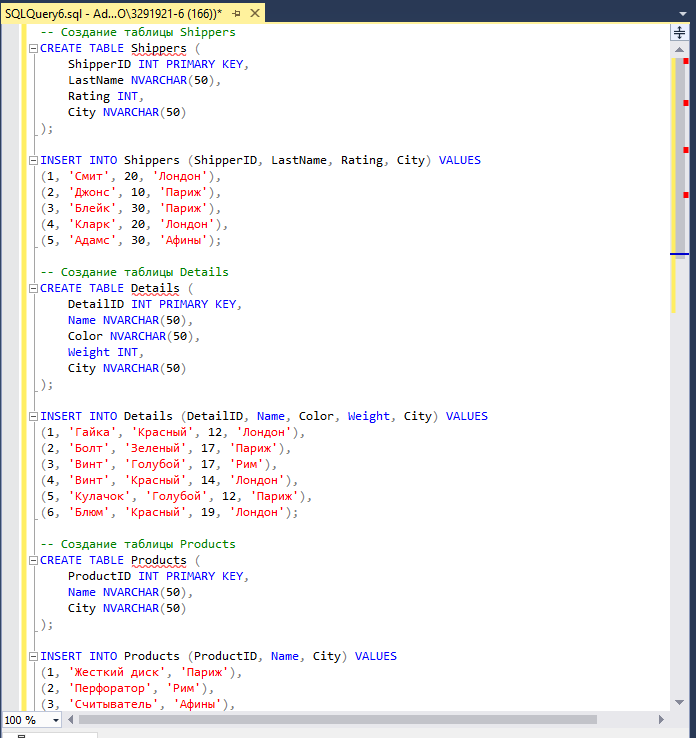 SQLQuery6.sql - Ad...O\3291921-6 (166))*
-- Создание таблицы Shippers
CREATE TABLE Shippers (
    ShipperID INT PRIMARY KEY,
    LastName NVARCHAR(50),
    Rating INT,
    City NVARCHAR(50)
);
INSERT INTO Shippers (ShipperID, LastName, Rating, City) VALUES
(1, 'Смит', 20, 'Лондон'),
(2, 'Джонс', 10, 'Париж'),
(3, 'Блейк', 30, 'Париж'),
(4, 'Кларк', 20, 'Лондон'),
(5, 'Адамс', 30, 'Афины');
-- Создание таблицы Details
CREATE TABLE Details (
    DetailID INT PRIMARY KEY,
    Name NVARCHAR(50),
    Color NVARCHAR(50),
    Weight INT,
    City NVARCHAR(50)
);
INSERT INTO Details (DetailID, Name, Color, Weight, City) VALUES
(1, 'Гайка', 'Красный', 12, 'Лондон'),
(2, 'Болт', 'Зеленый', 17, 'Париж'),
(3, 'Винт', 'Голубой', 17, 'Рим'),
(4, 'Винт', 'Красный', 14, 'Лондон'),
(5, 'Кулачок', 'Голубой', 12, 'Париж'),
(6, 'Блюм', 'Красный', 19, 'Лондон');
-- Создание таблицы Products
CREATE TABLE Products (
    ProductID INT PRIMARY KEY,
    Name NVARCHAR(50),
    City NVARCHAR(50)
);
INSERT INTO Products (ProductID, Name, City) VALUES
(1, 'Жесткий диск', 'Париж'),
(2, 'Перфоратор', 'Рим'),
(3, 'Считыватель', 'Афины'),
100 %